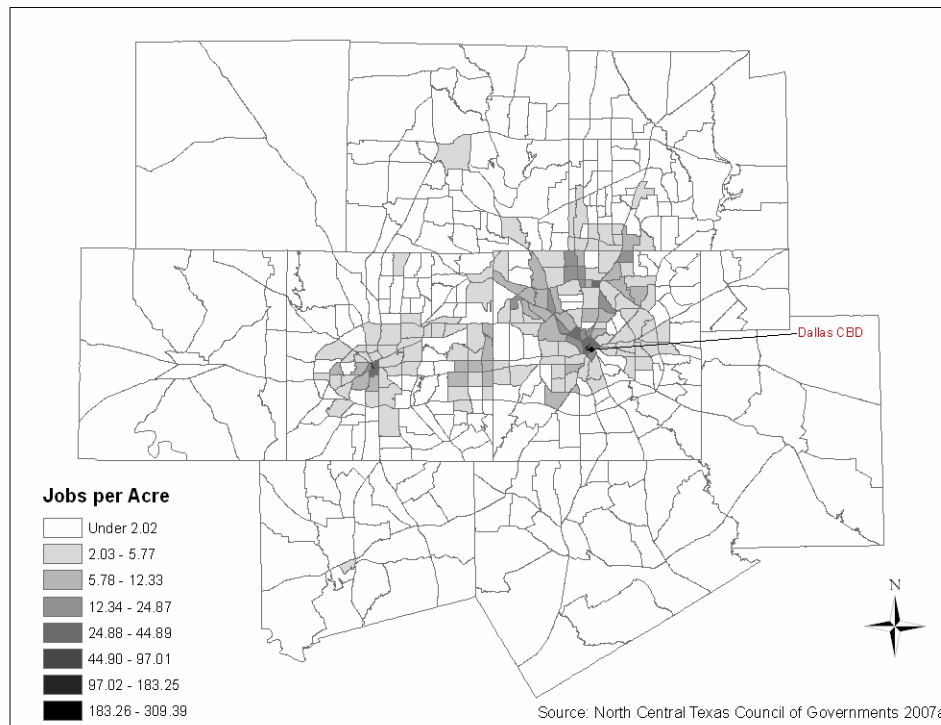 Dallas CBD
Jobs per Acre
Under 2.02
2.03 - 5.77
5.78 - 12.33
12.34 - 24.87
24.88 - 44.89
44.90 - 97.01
97.02 - 183.25
183.26 - 309.39
N
Source: North Central Texas Council of Governments 2007a